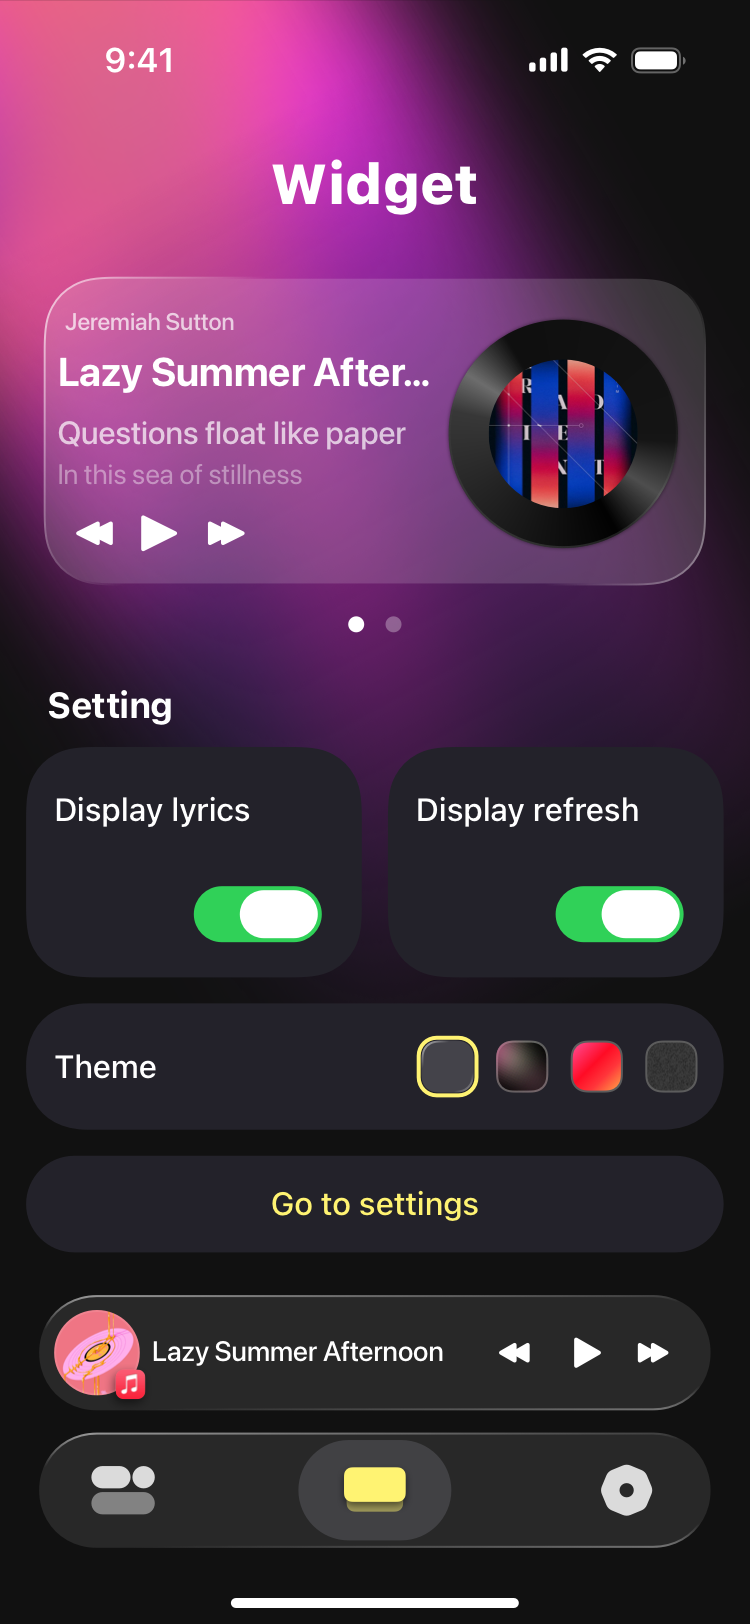 9:41
Widget
Jeremiah Sutton
Lazy Summer After...
Questions float like paper
In this sea of stillness
Setting
Display lyrics
Display refresh
Theme
Go to settings
Lazy Summer Afternoon